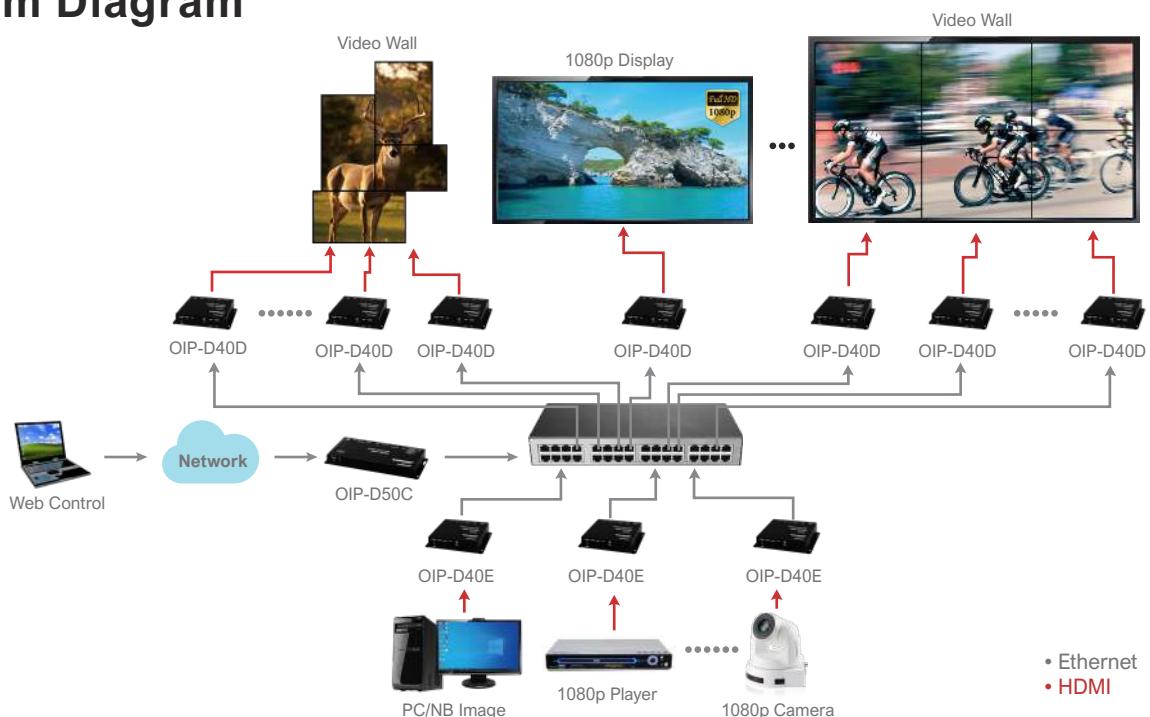 m Diagram
Video Wall
1080p Display
Video Wall
Full HD
1080p
OIP-D40D
OIP-D40D
OIP-D40D
OIP-D40D
OIP-D40D
OIP-D40D
OIP-D40D
Web Control
Network
OIP-D50C
OIP-D40E
OIP-D40E
OIP-D40E
PC/NB Image
1080p Player
1080p Camera
• Ethernet
• HDMI